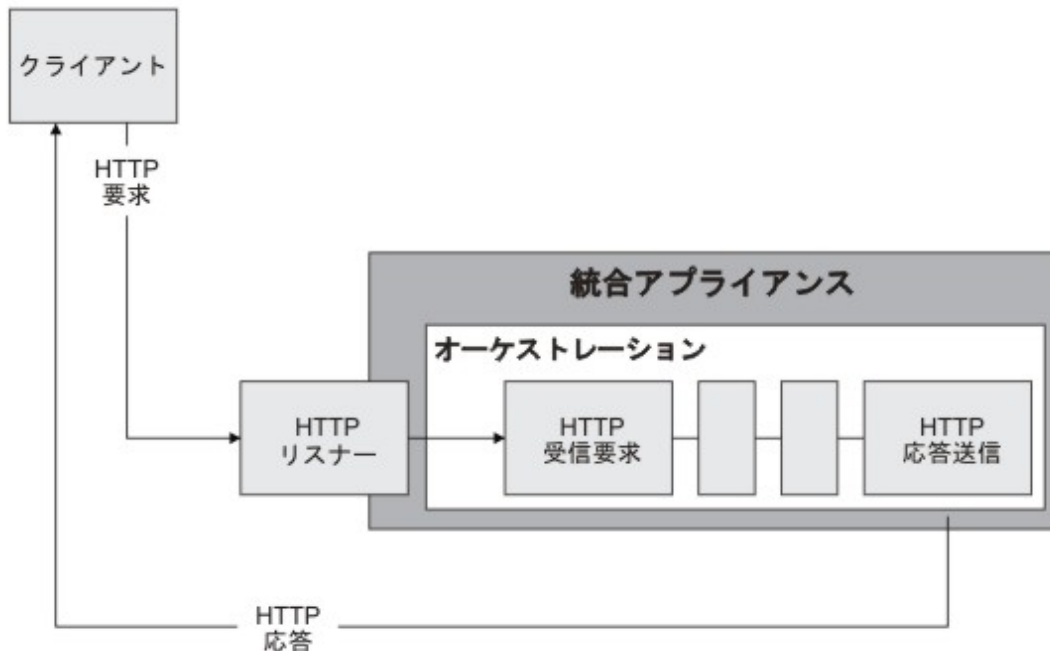 クライアント
HTTP
要求
統合アプライアンス
オーケストレーション
HTTP
リスナー
HTTP
受信要求
HTTP
応答送信
HTTP
応答